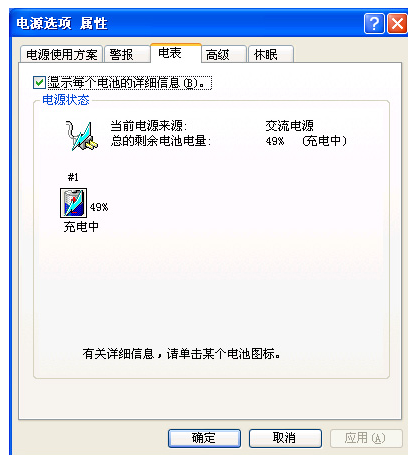 电源选项 属性
电源使用方案 警报 电表 高级 休眠
显示每个电池的详细信息(E)。
电源状态
当前电源来源: 交流电源
总的剩余电池电量: 49% (充电中)
#1
49%
充电中
有关详细信息,请单击某个电池图标。
确定 取消 应用(A)